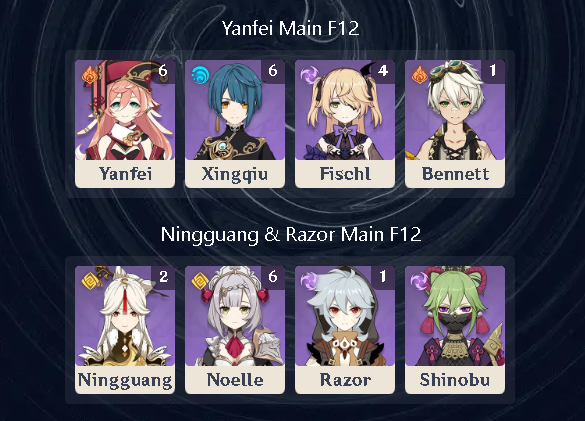 Yanfei Main F12
6 6 4 1
Yanfei Xingqiu Fischl Bennett
Ningguang & Razor Main F12
2 6 1
Ningguang Noelle Razor Shinobu